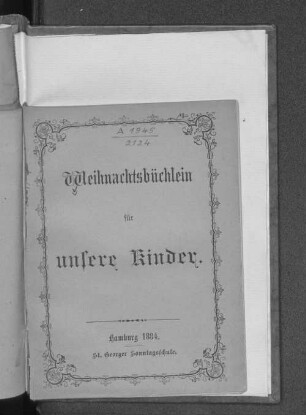 A 1945
2124
Weihnachtsbüchlein
für
unsere Kinder.
Hamburg 1884.
St. Georger Sonntagsschule.